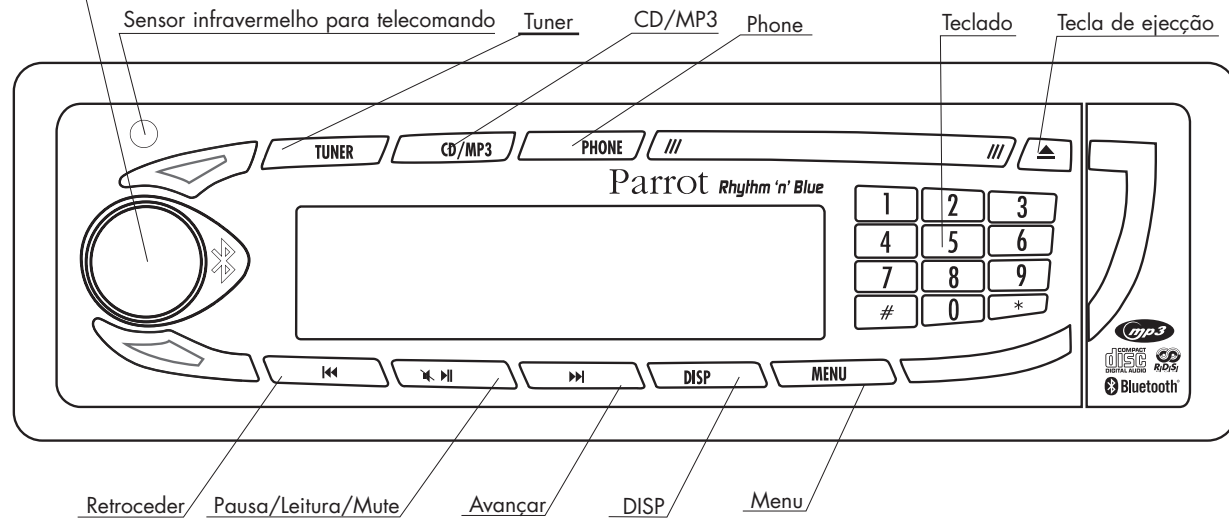 Sensor infravermelho para telecomando
Tuner
CD/MP3
Phone
Teclado
Tecla de ejecção
TUNER
CD/MP3
PHONE
Parrot Rhythm 'n' Blue
1 2 3
4 5 6
7 8 9
# 0 *
mp3
COMPACT
disc
DIGITAL AUDIO
R·D·S
Bluetooth
DISP
MENU
Retroceder
Pausa/Leitura/Mute
Avançar
DISP
Menu